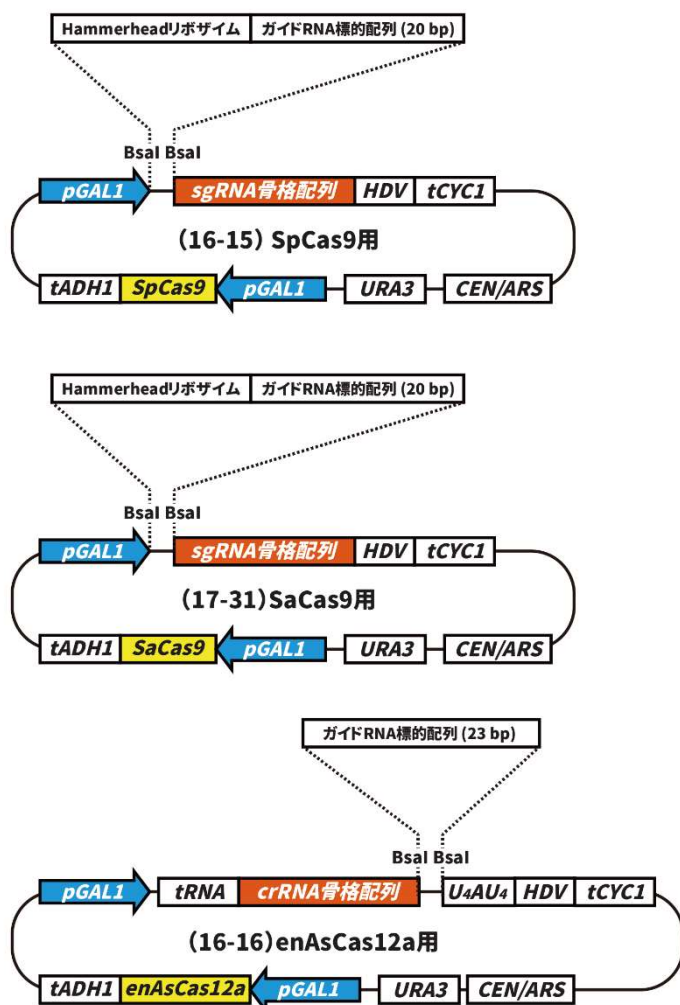 Hammerheadリボザイム ガイドRNA標的配列 (20 bp)
BsaI BsaI
pGAL1 sgRNA骨格配列 HDV tCYC1
(16-15) SpCas9用
tADH1 SpCas9 pGAL1 URA3 CEN/ARS
Hammerheadリボザイム ガイドRNA標的配列 (20 bp)
BsaI BsaI
pGAL1 sgRNA骨格配列 HDV tCYC1
(17-31)SaCas9用
tADH1 SaCas9 pGAL1 URA3 CEN/ARS
ガイドRNA標的配列 (23 bp)
BsaI BsaI
pGAL1 tRNA crRNA骨格配列 U₄AU₄ HDV tCYC1
(16-16)enAsCas12a用
tADH1 enAsCas12a pGAL1 URA3 CEN/ARS